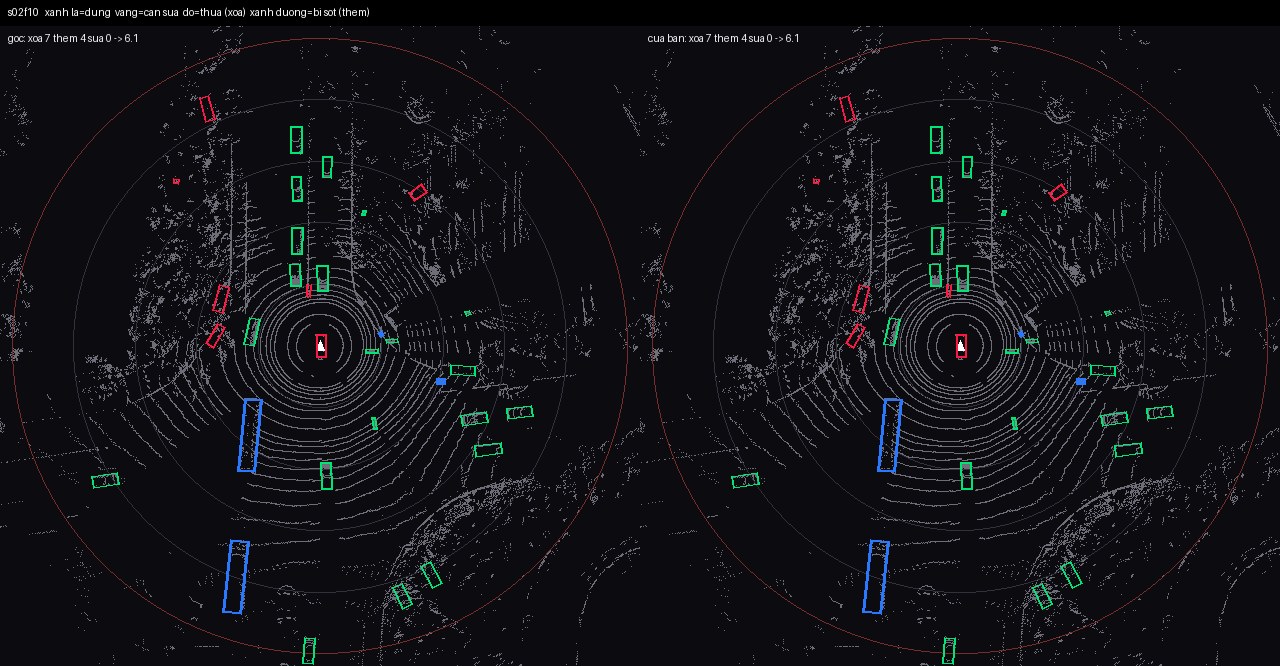 s02f10 xanh la=dung vang=can sua do=thua (xoa) xanh duong=bi sot (them)
goc: xoa 7 them 4 sua 0 -> 6.1
cua ban: xoa 7 them 4 sua 0 -> 6.1